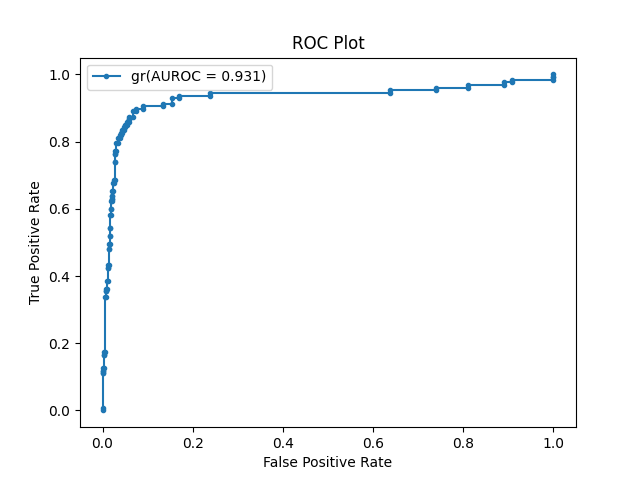 ROC Plot
gr(AUROC = 0.931)
True Positive Rate
1.0
0.8
0.6
0.4
0.2
0.0
0.0 0.2 0.4 0.6 0.8 1.0
False Positive Rate